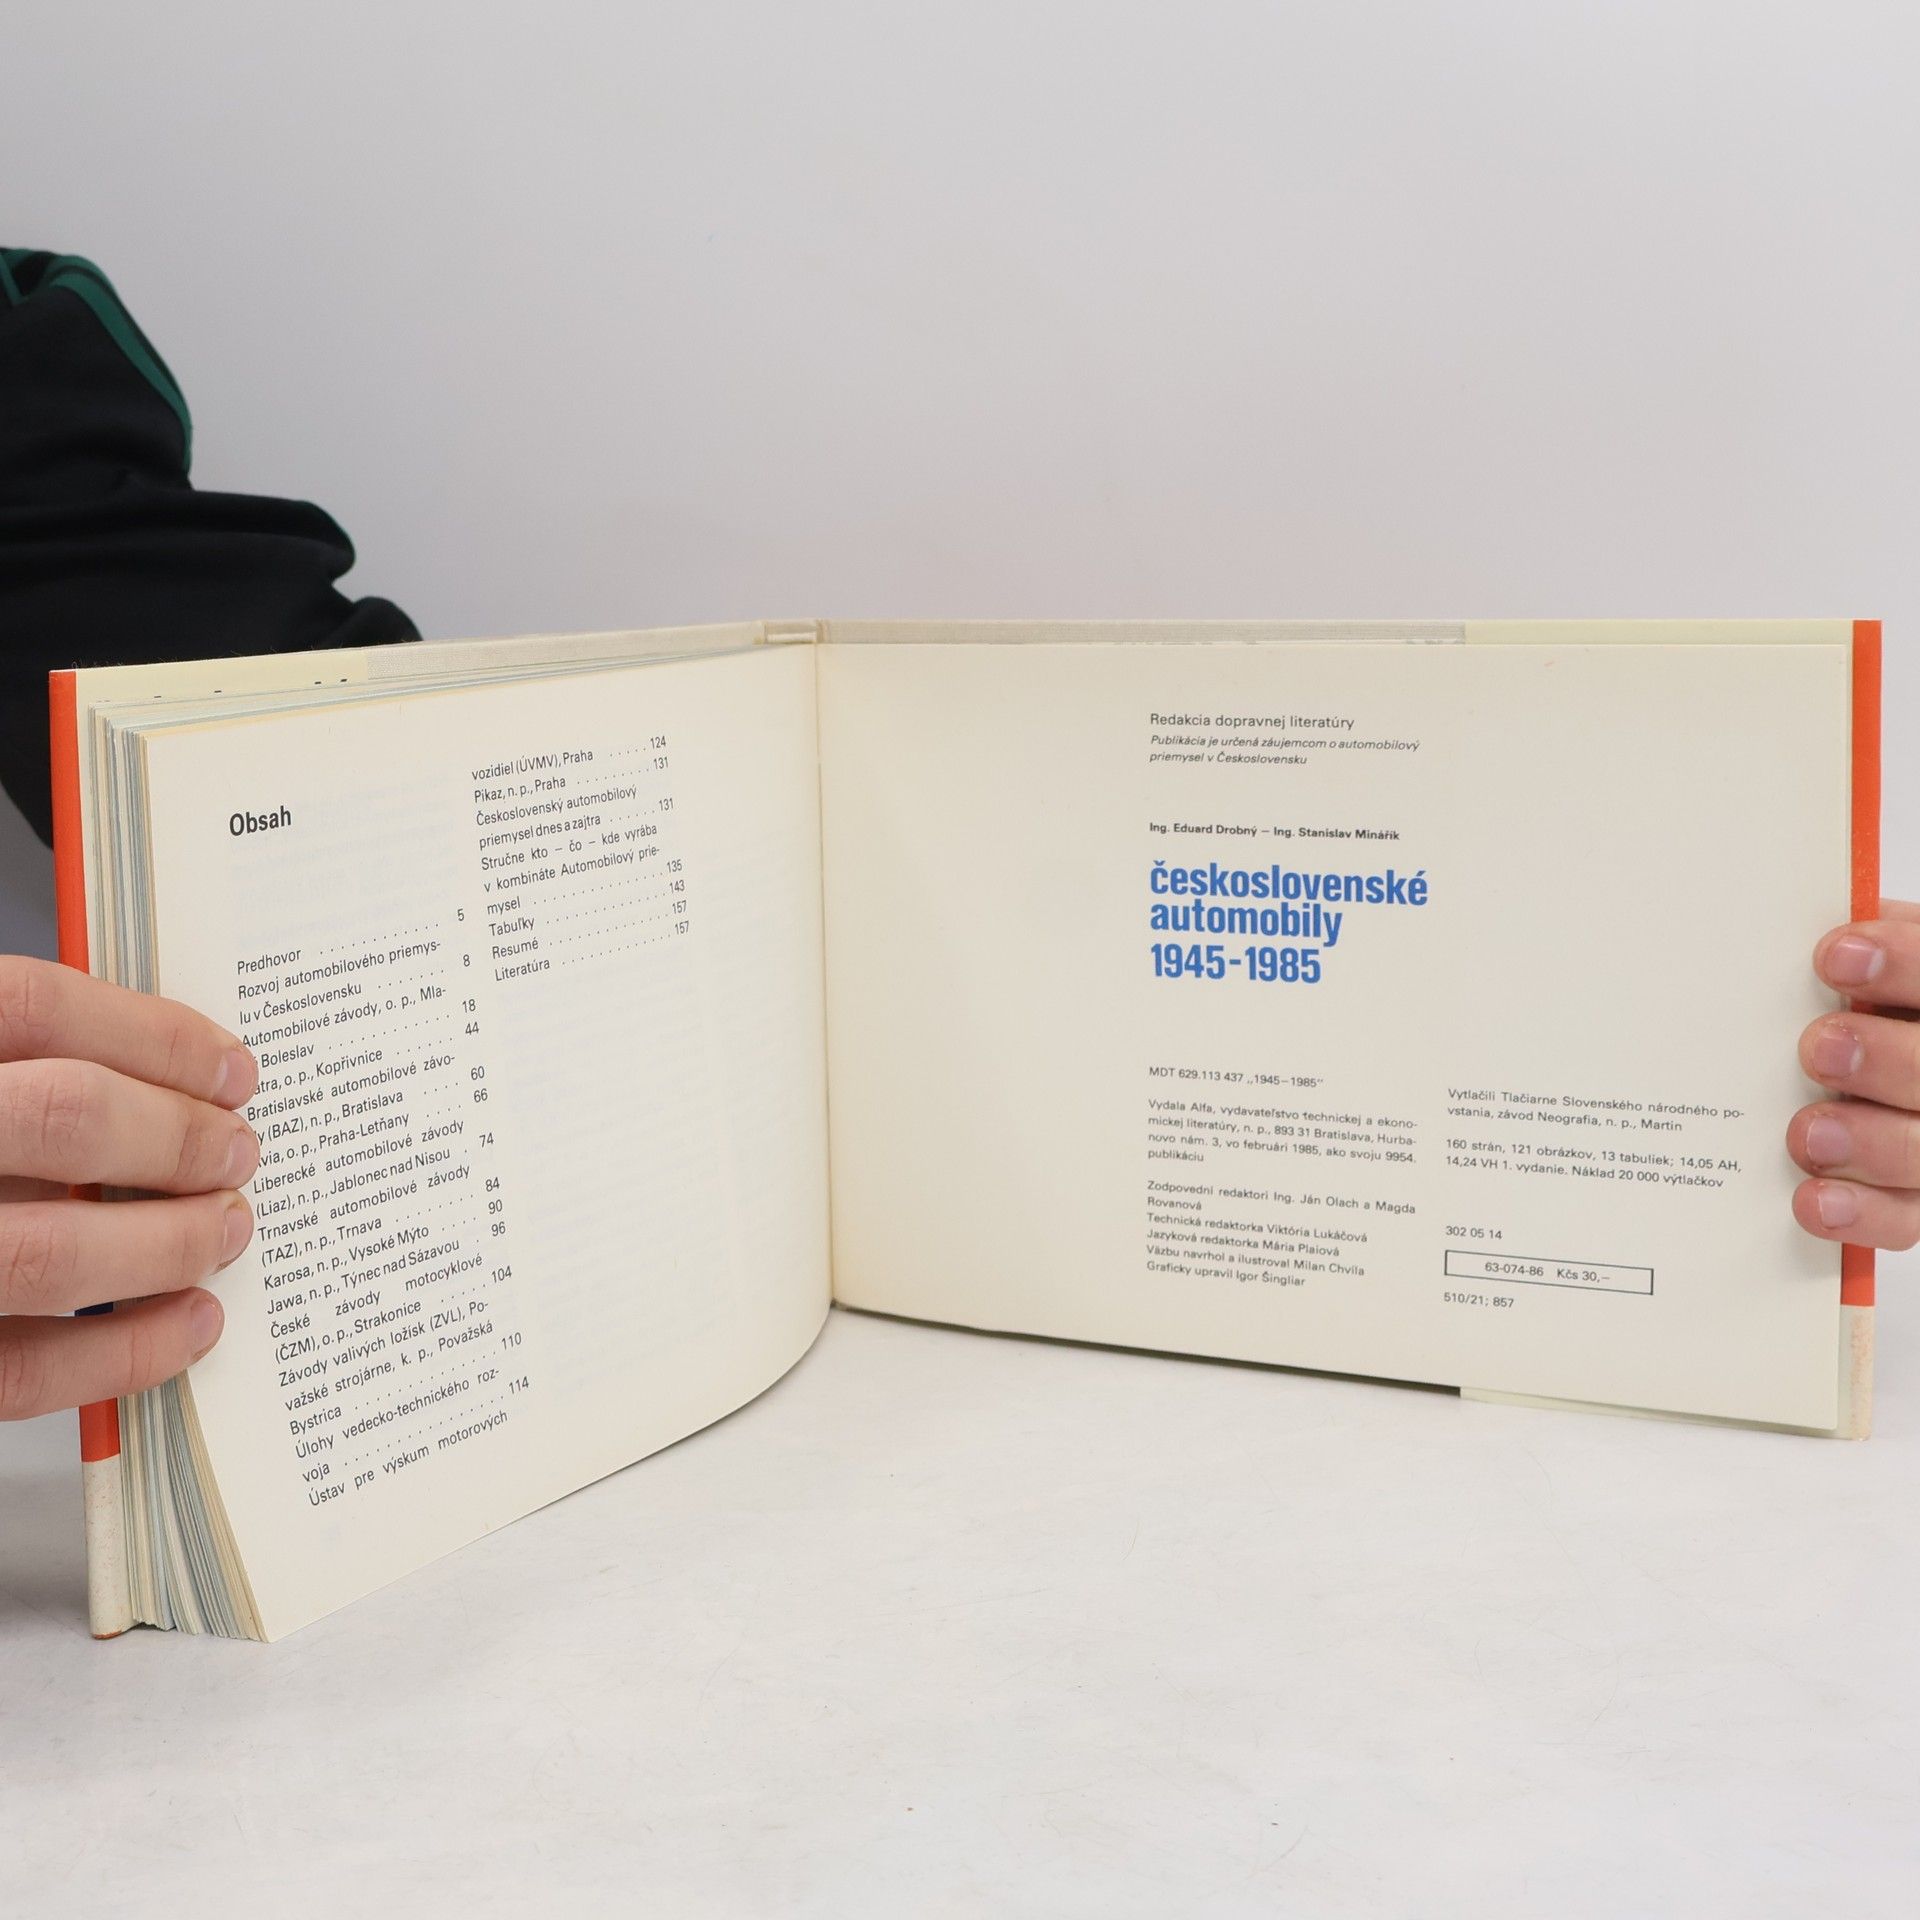 Obsah
Predhovor . . . . . . . . . . . . 5
Rozvoj automobilového priemys-
lu v Československu . . . . . . . 8
Automobilové závody, o. p., Mla-
Boleslav . . . . . . . . . . . . 18
o. p., Kopřivnice . . . . . . 44
Bratislavské automobilové závo-
(BAZ), n. p., Bratislava . . . . 60
o. p., Praha-Letňany . . . . 66
Liberecké automobilové závody
(Liaz), n. p., Jablonec nad Nisou . 74
Trnavské automobilové závody
(TAZ), n. p., Trnava . . . . . . . . 84
Karosa, n. p., Vysoké Mýto . . . . 90
Jawa, n. p., Týnec nad Sázavou . 96
České závody motocyklové
(ČZM), o. p., Strakonice . . . . . 104
Závody valivých ložísk (ZVL), Po-
važské strojárne, k. p., Považská
Bystrica . . . . . . . . . . . . 110
Úlohy vedecko-technického roz-
voja . . . . . . . . . . . . . . 114
Ústav pre výskum motorových
vozidiel (ÚVMV), Praha . . . . . 124
Pikaz, n. p., Praha . . . . . . . . . 131
Československý automobilový
priemysel dnes a zajtra . . . . . . 131
Stručne kto – čo – kde vyrába
v kombináte Automobilový prie-
mysel . . . . . . . . . . . . . 135
Tabuľky . . . . . . . . . . . . . 143
Resumé . . . . . . . . . . . . . 157
Literatúra . . . . . . . . . . . . 157
Redakcia dopravnej literatúry
Publikácia je určená záujemcom o automobilový
priemysel v Československu
Ing. Eduard Drobný – Ing. Stanislav Minářik
československé
automobily
1945-1985
MDT 629.113 437 „1945–1985“
Vydala Alfa, vydavateľstvo technickej a ekono-
mickej literatúry, n. p., 893 31 Bratislava, Hurba-
novo nám. 3, vo februári 1985, ako svoju 9954.
publikáciu
Zodpovední redaktori Ing. Ján Olach a Magda
Rovanová
Technická redaktorka Viktória Lukáčová
Jazyková redaktorka Mária Plaiová
Väzbu navrhol a ilustroval Milan Chvíla
Graficky upravil Igor Šingliar
Vytlačili Tlačiarne Slovenského národného po-
vstania, závod Neografia, n. p., Martin
160 strán, 121 obrázkov, 13 tabuliek; 14,05 AH,
14,24 VH 1. vydanie. Náklad 20 000 výtlačkov
302 05 14
63-074-86 Kčs 30,–
510/21; 857